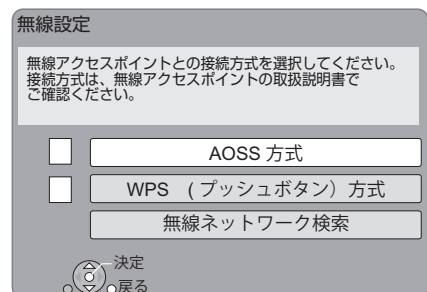 無線設定
無線アクセスポイントとの接続方式を選択してください。
接続方式は、無線アクセスポイントの取扱説明書で
ご確認ください。
AOSS 方式
WPS （プッシュボタン）方式
無線ネットワーク検索
決定
戻る